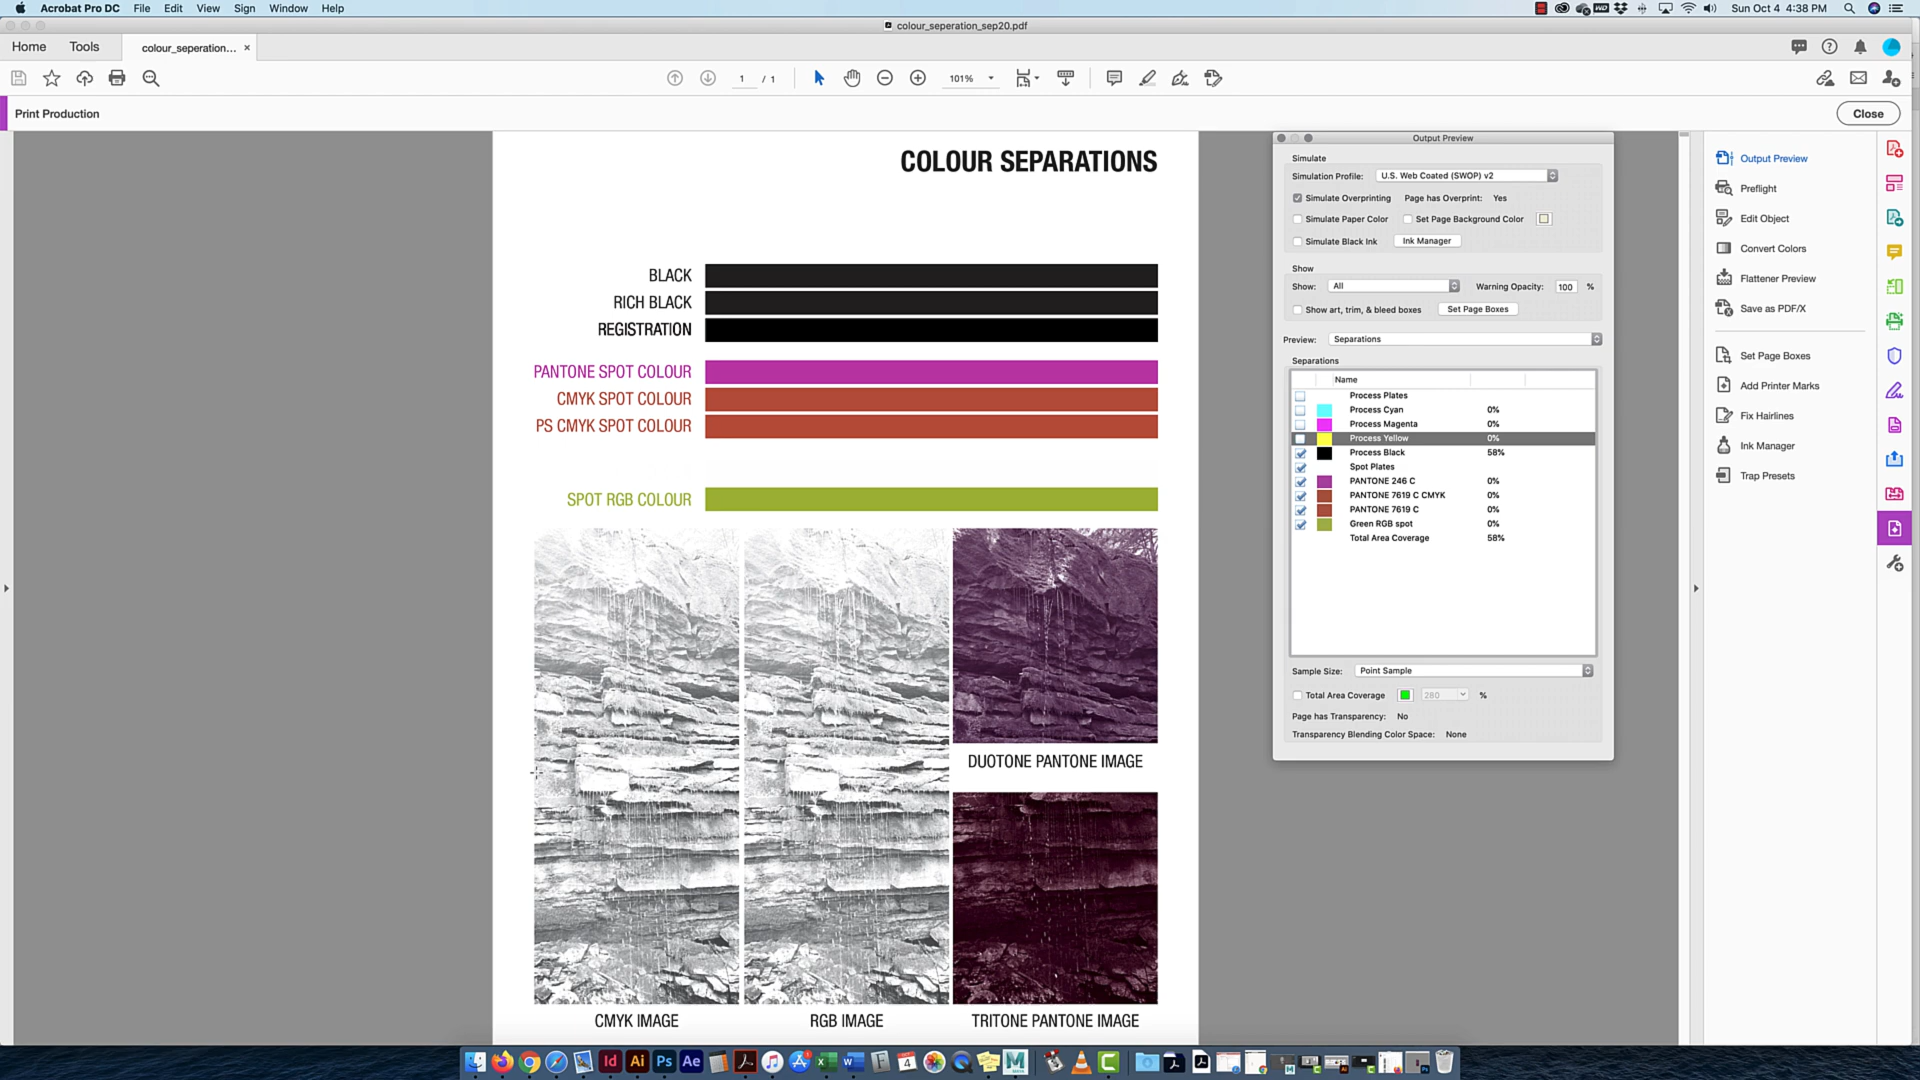 Acrobat Pro DC File Edit View Sign Window Help
Sun Oct 4 4:38 PM
colour_seperation_sep20.pdf
Home Tools colour_seperation... ×
1 / 1
101%
Print Production
Close
COLOUR SEPARATIONS
BLACK
RICH BLACK
REGISTRATION
PANTONE SPOT COLOUR
CMYK SPOT COLOUR
PS CMYK SPOT COLOUR
SPOT RGB COLOUR
DUOTONE PANTONE IMAGE
CMYK IMAGE
RGB IMAGE
TRITONE PANTONE IMAGE
Output Preview
Simulate
Simulation Profile: U.S. Web Coated (SWOP) v2
Simulate Overprinting Page has Overprint: Yes
Simulate Paper Color Set Page Background Color
Simulate Black Ink Ink Manager
Show
Show: All Warning Opacity: 100 %
Show art, trim, & bleed boxes Set Page Boxes
Preview: Separations
Separations
Name
Process Plates
Process Cyan 0%
Process Magenta 0%
Process Yellow 0%
Process Black 58%
Spot Plates
PANTONE 246 C 0%
PANTONE 7619 C CMYK 0%
PANTONE 7619 C 0%
Green RGB spot 0%
Total Area Coverage 58%
Sample Size: Point Sample
Total Area Coverage 280 %
Page has Transparency: No
Transparency Blending Color Space: None
Output Preview
Preflight
Edit Object
Convert Colors
Flattener Preview
Save as PDF/X
Set Page Boxes
Add Printer Marks
Fix Hairlines
Ink Manager
Trap Presets
Id Ai Ps Ae